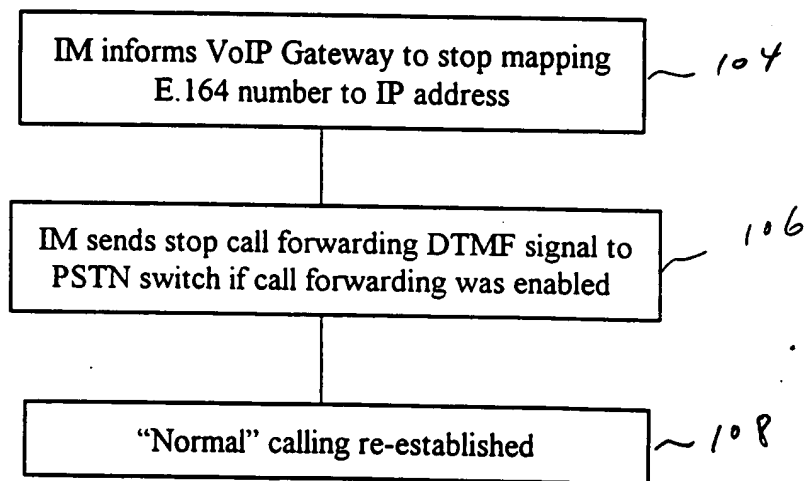 IM informs VoIP Gateway to stop mapping
E.164 number to IP address
104
IM sends stop call forwarding DTMF signal to
PSTN switch if call forwarding was enabled
106
“Normal” calling re-established
108